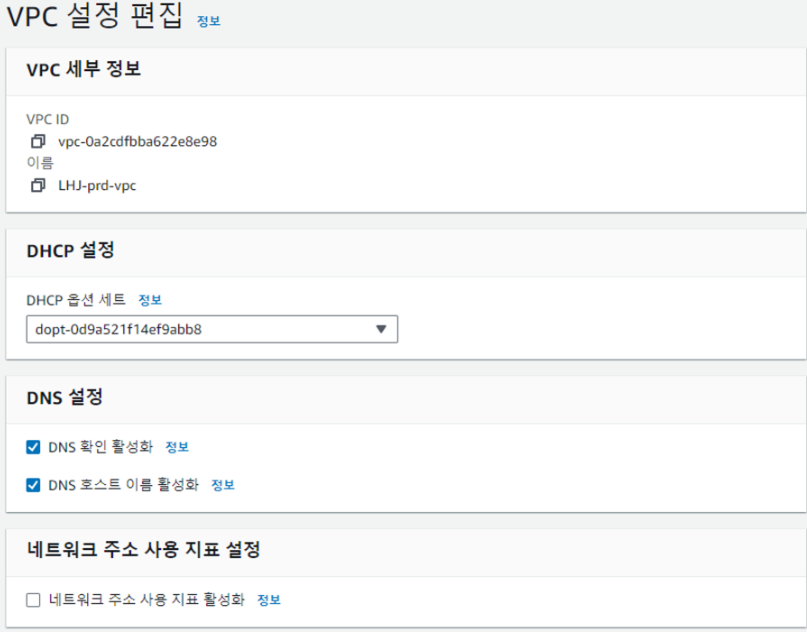 VPC 설정 편집 정보
VPC 세부 정보
VPC ID
vpc-0a2cdfbba622e8e98
이름
LHJ-prd-vpc
DHCP 설정
DHCP 옵션 세트 정보
dopt-0d9a521f14ef9abb8
DNS 설정
DNS 확인 활성화 정보
DNS 호스트 이름 활성화 정보
네트워크 주소 사용 지표 설정
네트워크 주소 사용 지표 활성화 정보